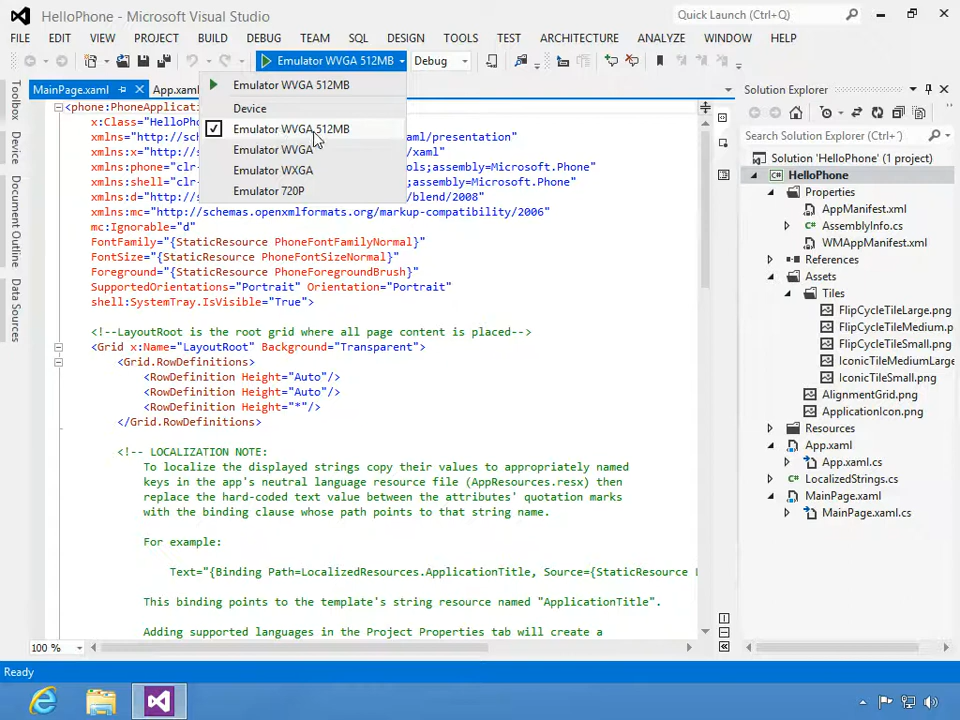 HelloPhone - Microsoft Visual Studio
Quick Launch (Ctrl+Q)
FILE EDIT VIEW PROJECT BUILD DEBUG TEAM SQL DESIGN TOOLS TEST ARCHITECTURE ANALYZE WINDOW HELP
Emulator WVGA 512MB
Debug
MainPage.xaml
App.xaml
Emulator WVGA 512MB
Device
Emulator WVGA 512MB
Emulator WVGA
Emulator WXGA
Emulator 720P
Toolbox
Device
Document Outline
Data Sources
<phone:PhoneApplicati
x:Class="HelloPh
xmlns="http://sc aml/presentation"
xmlns:x="http:// xaml"
xmlns:phone="clr- ols;assembly=Microsoft.Phone"
xmlns:shell="clr- ;assembly=Microsoft.Phone"
xmlns:d="http:// blend/2008"
xmlns:mc="http://schemas.openxmlformats.org/markup-compatibility/2006"
mc:Ignorable="d"
FontFamily="{StaticResource PhoneFontFamilyNormal}"
FontSize="{StaticResource PhoneFontSizeNormal}"
Foreground="{StaticResource PhoneForegroundBrush}"
SupportedOrientations="Portrait" Orientation="Portrait"
shell:SystemTray.IsVisible="True">
<!--LayoutRoot is the root grid where all page content is placed-->
<Grid x:Name="LayoutRoot" Background="Transparent">
<Grid.RowDefinitions>
<RowDefinition Height="Auto"/>
<RowDefinition Height="Auto"/>
<RowDefinition Height="*"/>
</Grid.RowDefinitions>
<!-- LOCALIZATION NOTE:
To localize the displayed strings copy their values to appropriately named
keys in the app's neutral language resource file (AppResources.resx) then
replace the hard-coded text value between the attributes' quotation marks
with the binding clause whose path points to that string name.
For example:
Text="{Binding Path=LocalizedResources.ApplicationTitle, Source={StaticResource
This binding points to the template's string resource named "ApplicationTitle".
Adding supported languages in the Project Properties tab will create a
100 %
Solution Explorer
Search Solution Explorer (Ctrl+
Solution 'HelloPhone' (1 project)
HelloPhone
Properties
AppManifest.xml
AssemblyInfo.cs
WMAppManifest.xml
References
Assets
Tiles
FlipCycleTileLarge.png
FlipCycleTileMedium.p
FlipCycleTileSmall.png
IconicTileMediumLarge
IconicTileSmall.png
AlignmentGrid.png
ApplicationIcon.png
Resources
App.xaml
App.xaml.cs
LocalizedStrings.cs
MainPage.xaml
MainPage.xaml.cs
Ready